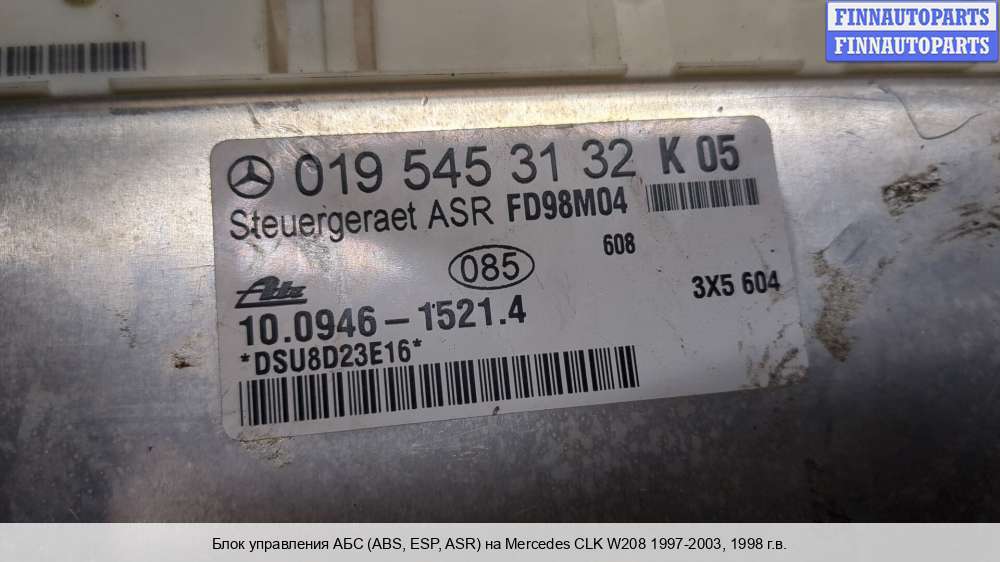 FINNAUTOPARTS
FINNAUTOPARTS
019 545 31 32 K 05
Steuergeraet ASR FD98M04
608
085
3X5 604
Ate
10.0946-1521.4
*DSU8D23E16*
Блок управления АБС (ABS, ESP, ASR) на Mercedes CLK W208 1997-2003, 1998 г.в.